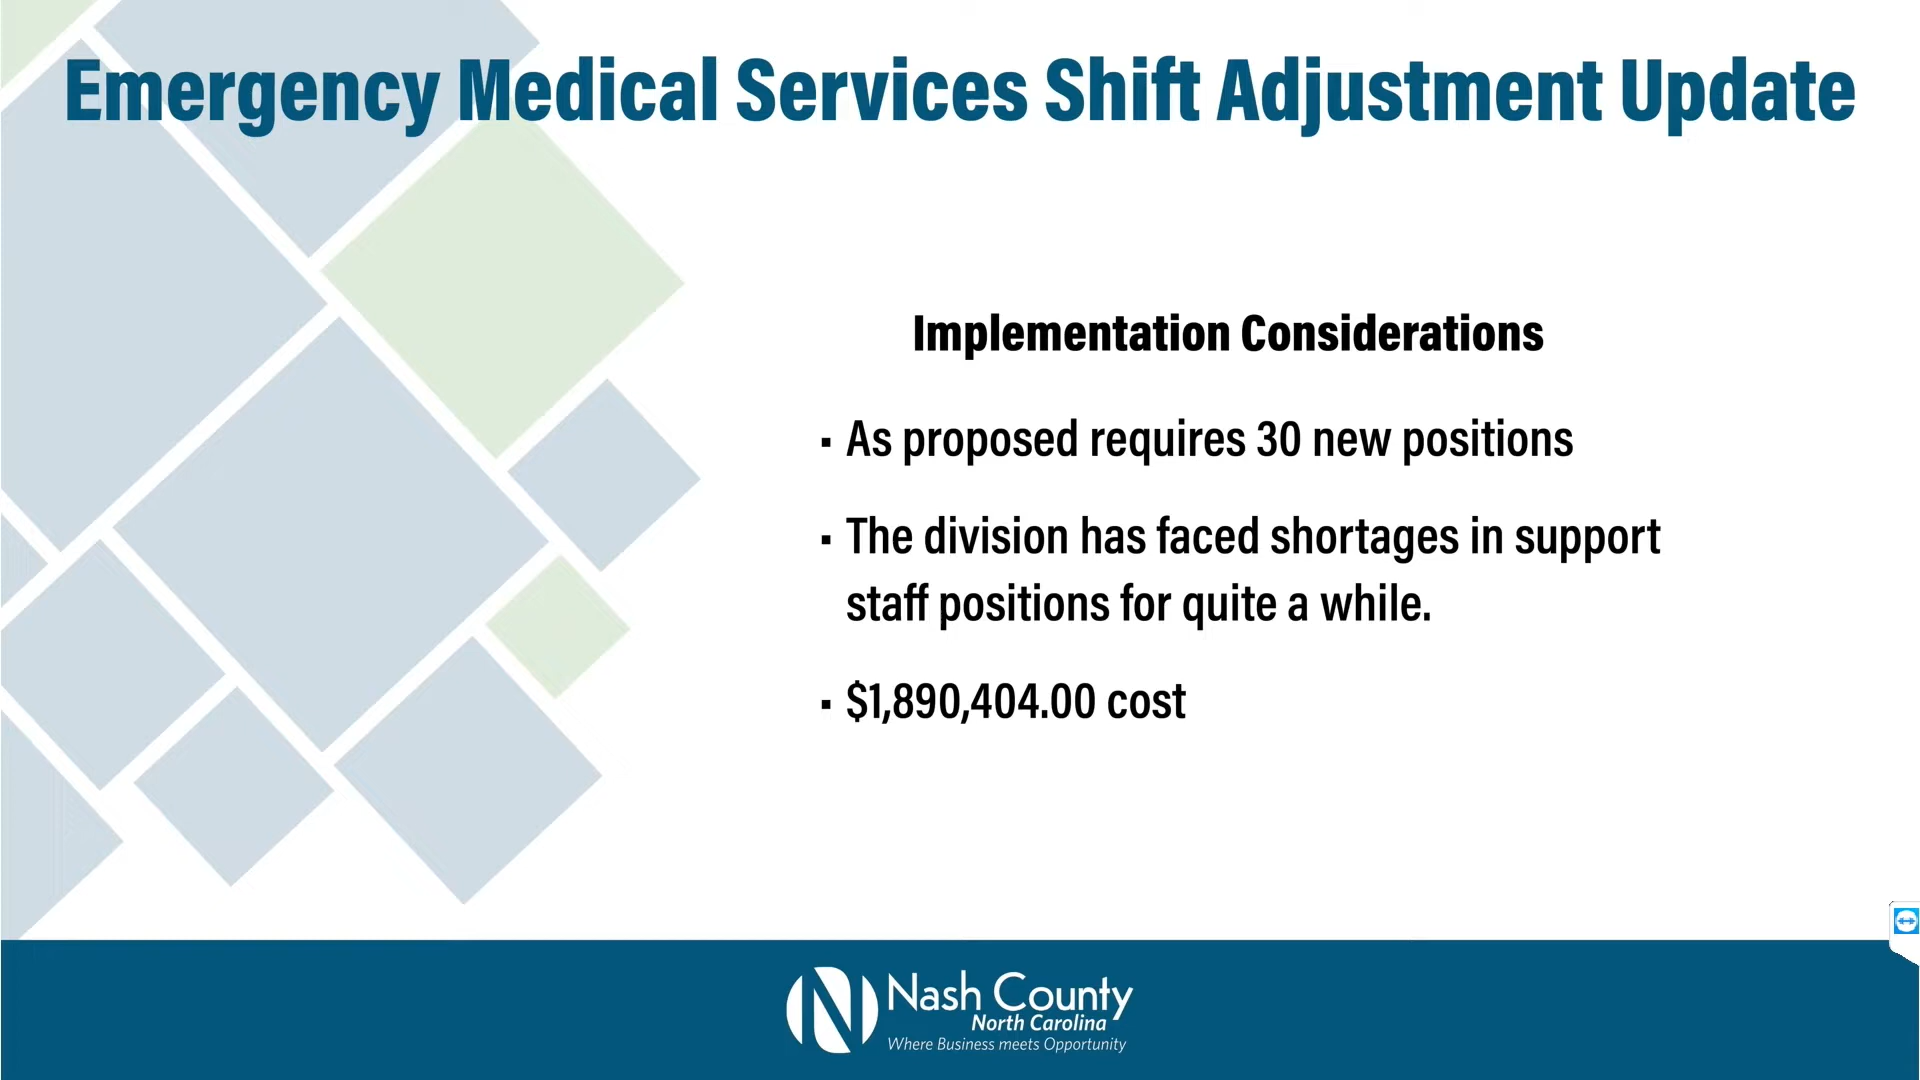 Emergency Medical Services Shift Adjustment Update
Implementation Considerations
▪ As proposed requires 30 new positions
▪ The division has faced shortages in support
staff positions for quite a while.
▪ $1,890,404.00 cost
Nash County
North Carolina
Where Business meets Opportunity